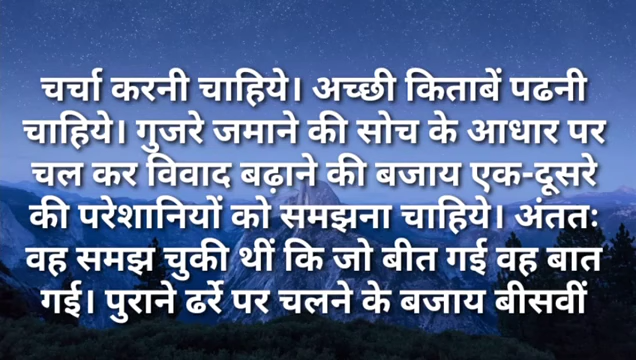 चर्चा करनी चाहिये। अच्छी किताबें पढनी
चाहिये। गुजरे जमाने की सोच के आधार पर
चल कर विवाद बढ़ाने की बजाय एक-दूसरे
की परेशानियों को समझना चाहिये। अंततः
वह समझ चुकी थीं कि जो बीत गई वह बात
गई। पुराने ढर्रे पर चलने के बजाय बीसवीं